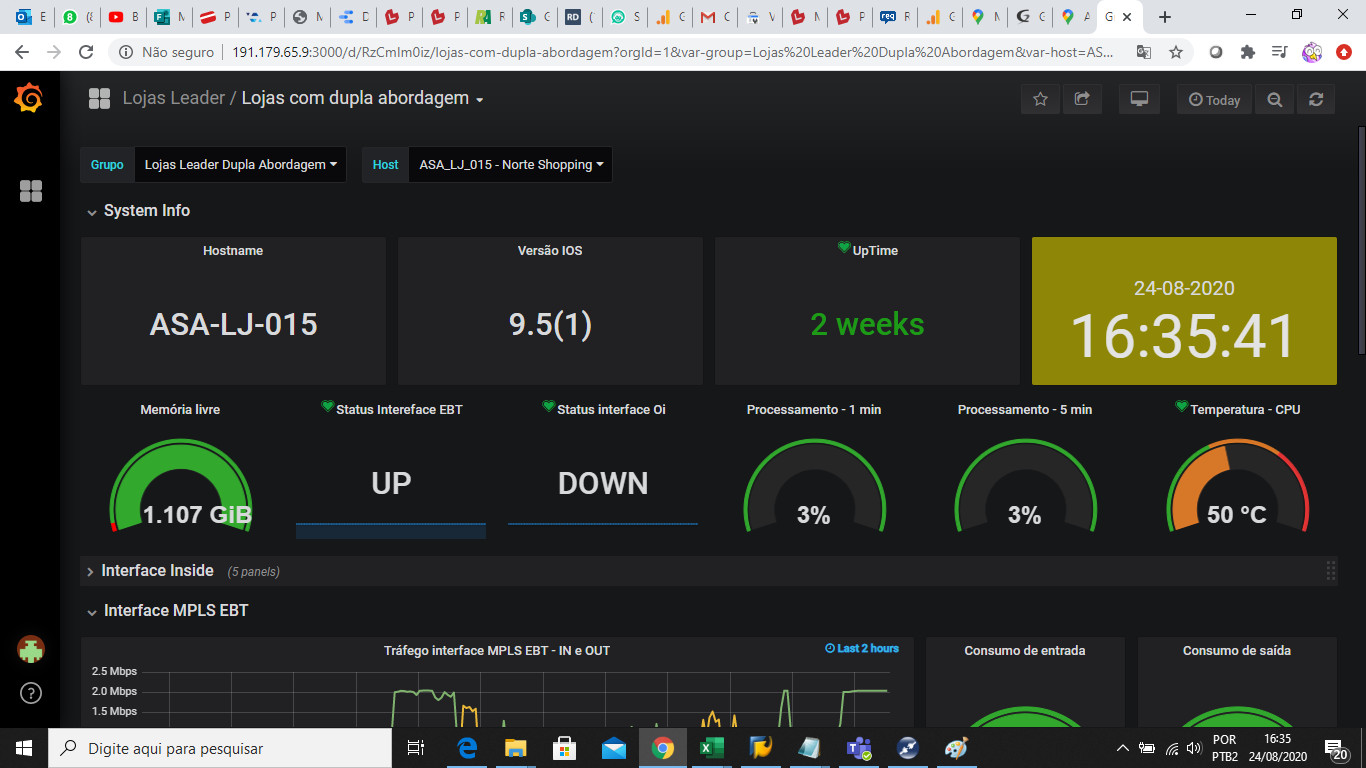 E
(
B
M
P
P
M
D
P
P
R
P
C
RD (
S
C
C
V
M
P
req R
C
M
C
A
G
Não seguro 191.179.65.9:3000/d/RzCmIm0iz/lojas-com-dupla-abordagem?orgId=1&var-group=Lojas%20Leader%20Dupla%20Abordagem&var-host=AS...
Lojas Leader / Lojas com dupla abordagem
Today
Grupo Lojas Leader Dupla Abordagem Host ASA_LJ_015 - Norte Shopping
System Info
Hostname
ASA-LJ-015
Versão IOS
9.5(1)
UpTime
2 weeks
24-08-2020
16:35:41
Memória livre
1.107 GiB
Status Intereface EBT
UP
Status interface Oi
DOWN
Processamento - 1 min
3%
Processamento - 5 min
3%
Temperatura - CPU
50 °C
Interface Inside (5 panels)
Interface MPLS EBT
Tráfego interface MPLS EBT - IN e OUT
Last 2 hours
2.5 Mbps
2.0 Mbps
1.5 Mbps
Consumo de entrada
Consumo de saída
Digite aqui para pesquisar
POR
PTB2
16:35
24/08/2020
20